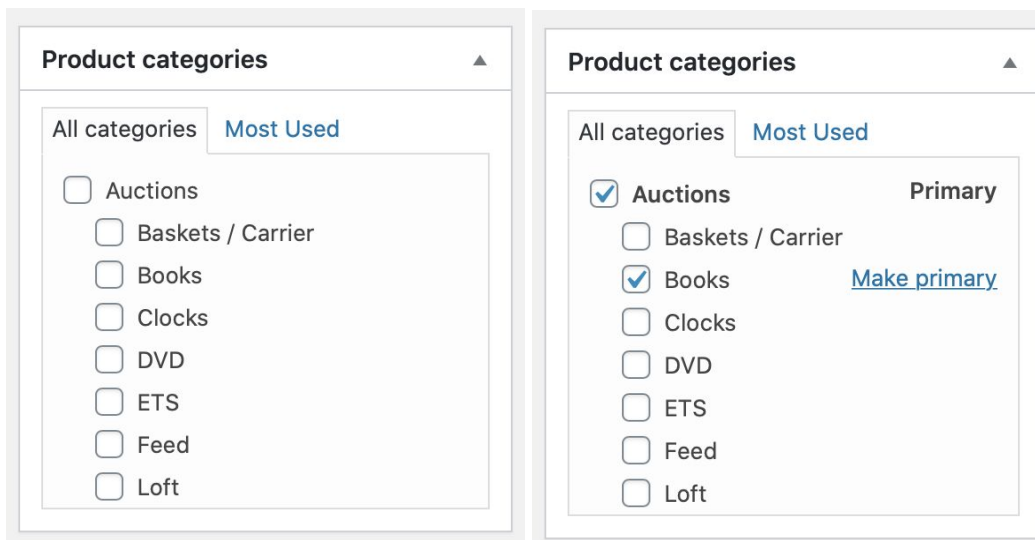 Product categories
All categories Most Used
Auctions
Baskets / Carrier
Books
Clocks
DVD
ETS
Feed
Loft
Product categories
All categories Most Used
Auctions Primary
Baskets / Carrier
Books Make primary
Clocks
DVD
ETS
Feed
Loft